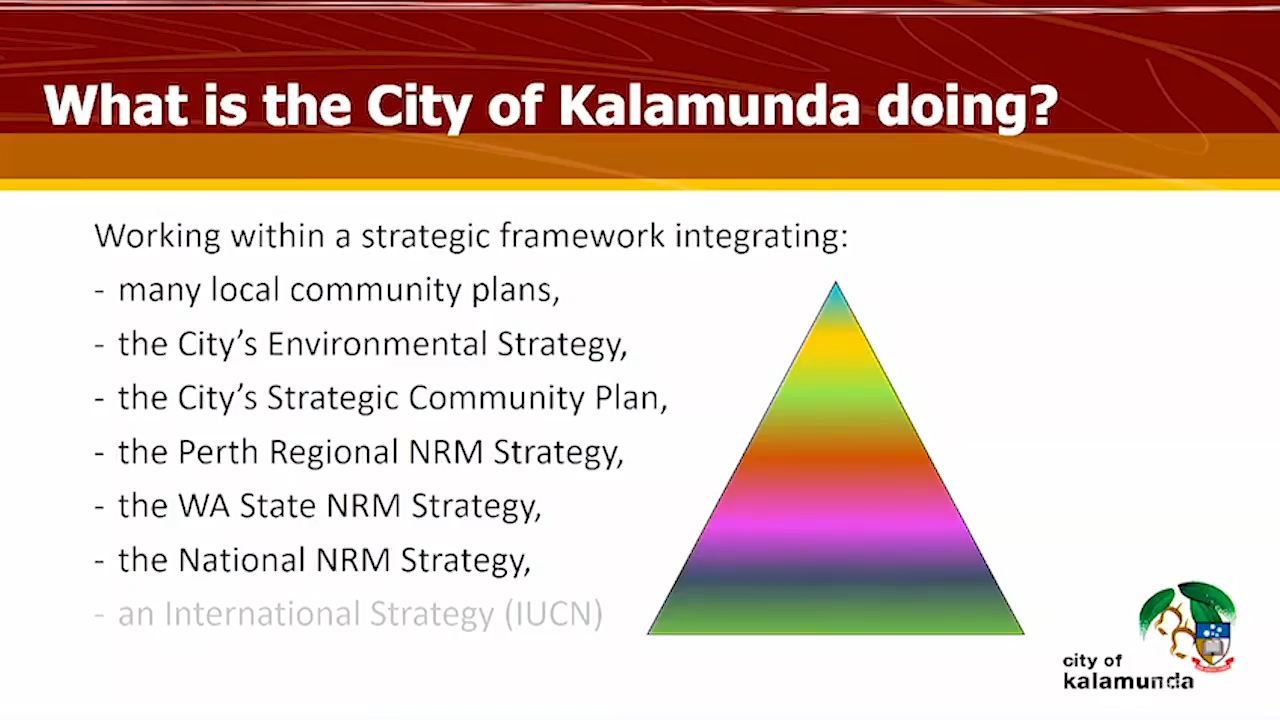 What is the City of Kalamunda doing?
Working within a strategic framework integrating:
- many local community plans,
- the City’s Environmental Strategy,
- the City’s Strategic Community Plan,
- the Perth Regional NRM Strategy,
- the WA State NRM Strategy,
- the National NRM Strategy,
- an International Strategy (IUCN)
city of
kalamunda